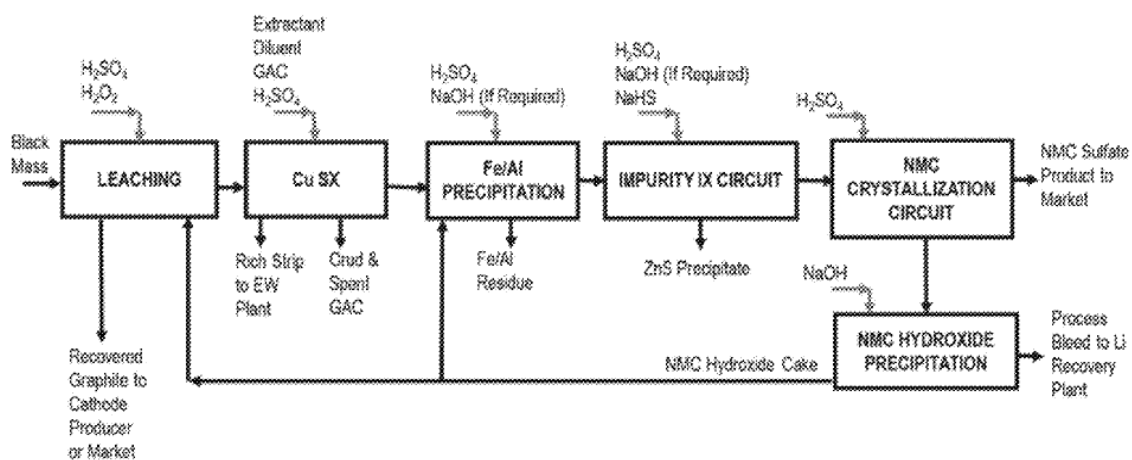 Extractant
Diluent
GAC
H₂SO₄
H₂SO₄
H₂O₂
H₂SO₄
NaOH (If Required)
H₂SO₄
NaOH (If Required)
NaHS
H₂SO₄
Black
Mass
LEACHING
Cu SX
Fe/Al
PRECIPITATION
IMPURITY IX CIRCUIT
NMC
CRYSTALLIZATION
CIRCUIT
NMC Sulfate
Product to
Market
Rich Strip
to EW
Plant
Crud &
Spent
GAC
Fe/Al
Residue
ZnS Precipitate
NaOH
NMC HYDROXIDE
PRECIPITATION
Process
Bleed to Li
Recovery
Plant
NMC Hydroxide Cake
Recovered
Graphite to
Cathode
Producer
or Market